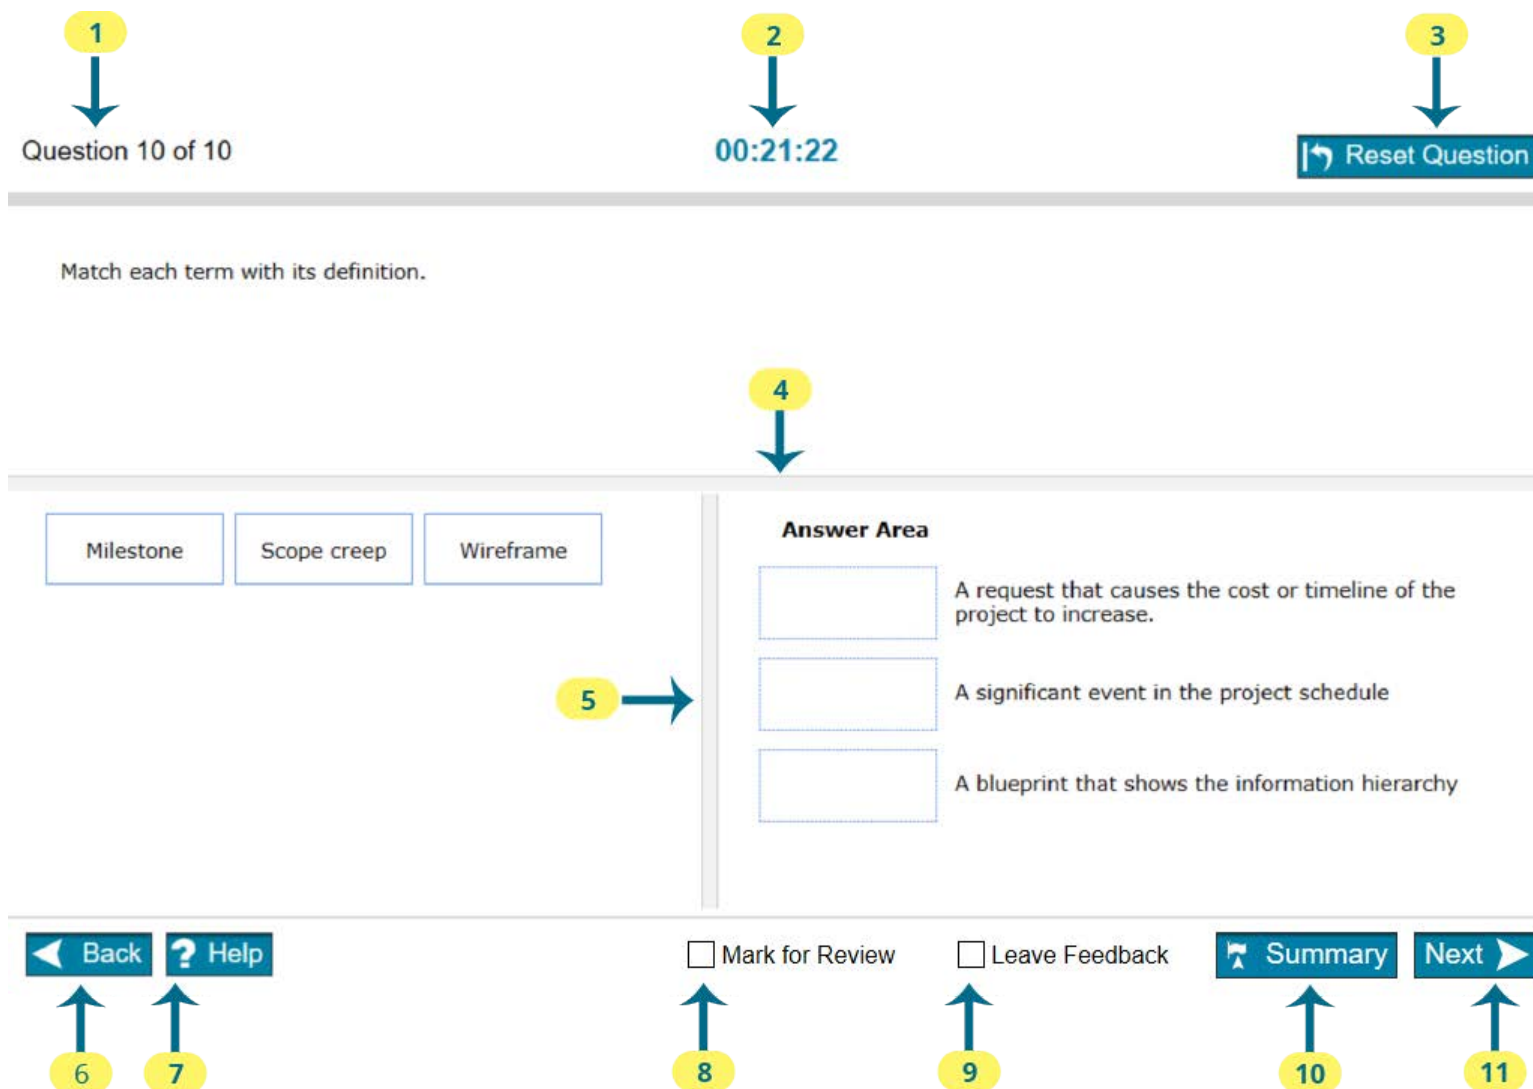 1
2
3
Question 10 of 10
00:21:22
Reset Question
Match each term with its definition.
4
Milestone
Scope creep
Wireframe
Answer Area
A request that causes the cost or timeline of the
project to increase.
5
A significant event in the project schedule
A blueprint that shows the information hierarchy
Back
? Help
Mark for Review
Leave Feedback
Summary
Next
6
7
8
9
10
11